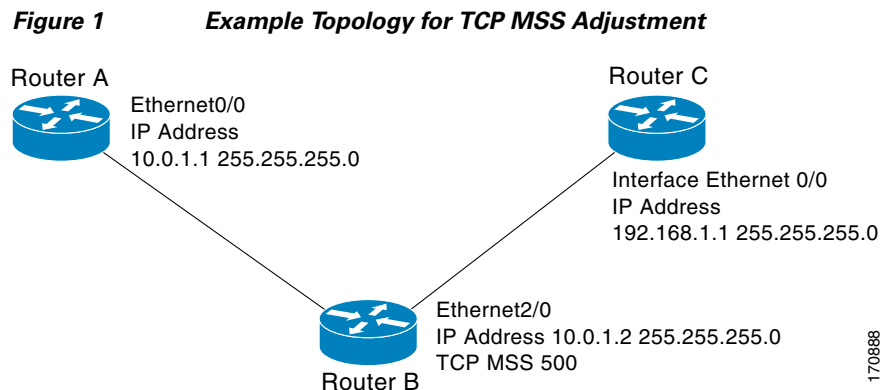 Figure 1 Example Topology for TCP MSS Adjustment
Router A
Ethernet0/0
IP Address
10.0.1.1 255.255.255.0
Router C
Interface Ethernet 0/0
IP Address
192.168.1.1 255.255.255.0
Ethernet2/0
IP Address 10.0.1.2 255.255.255.0
TCP MSS 500
Router B
170888